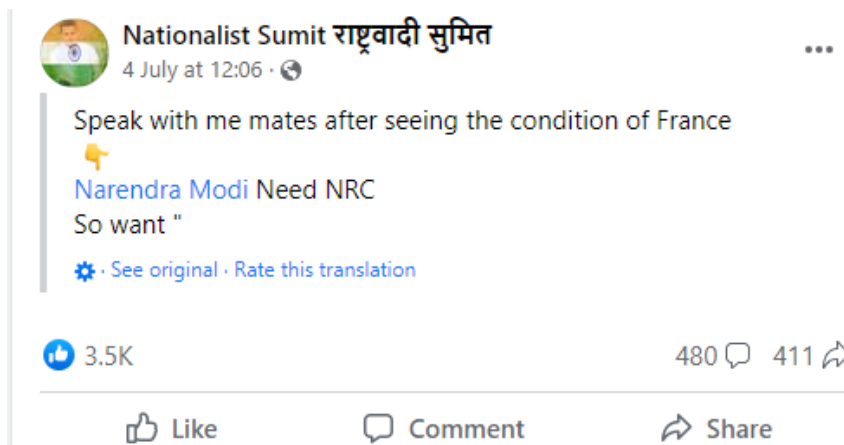 Nationalist Sumit राष्ट्रवादी सुमित
4 July at 12:06 ·
Speak with me mates after seeing the condition of France
👇
Narendra Modi Need NRC
So want "
· See original · Rate this translation
3.5K 480 411
Like Comment Share